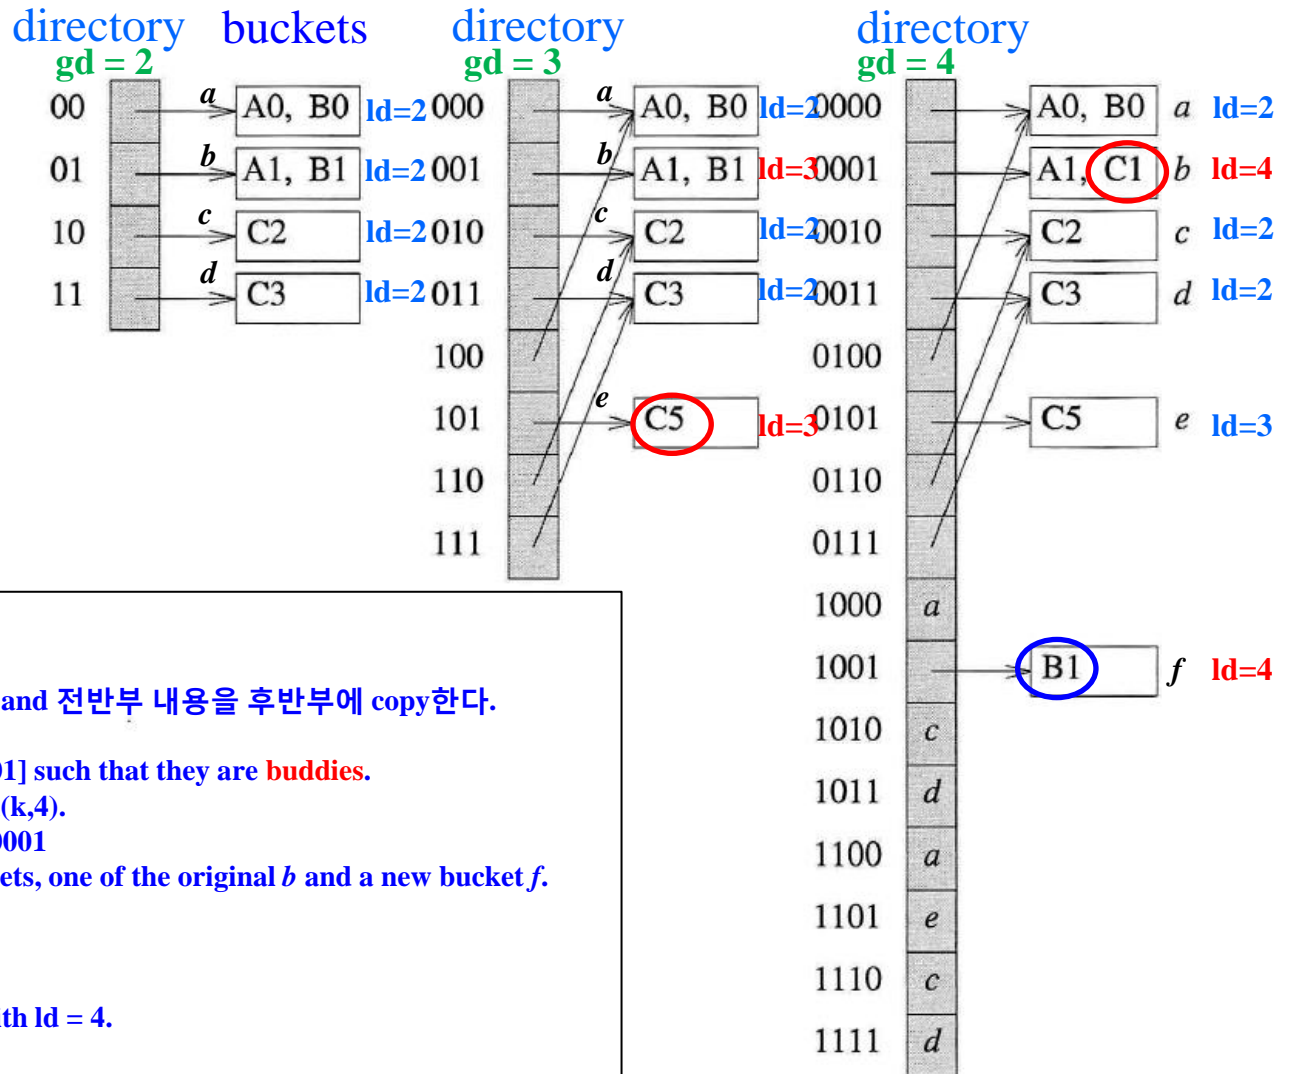 directory buckets directory directory
gd = 2 gd = 3 gd = 4
00 a A0, B0 ld=2 000 a A0, B0 ld=2 0000 A0, B0 a ld=2
01 b A1, B1 ld=2 001 b A1, B1 ld=3 0001 A1, C1 b ld=4
10 c C2 ld=2 010 c C2 ld=2 0010 C2 c ld=2
11 d C3 ld=2 011 d C3 ld=2 0011 C3 d ld=2
100 0100
101 e C5 ld=3 0101 C5 e ld=3
110 0110
111 0111
1000 a
1001 B1 f ld=4
and 전반부 내용을 후반부에 copy한다.
1010 c
01] such that they are buddies.
1011 d
(k,4).
0001
1100 a
ets, one of the original b and a new bucket f.
1101 e
1110 c
ith ld = 4.
1111 d